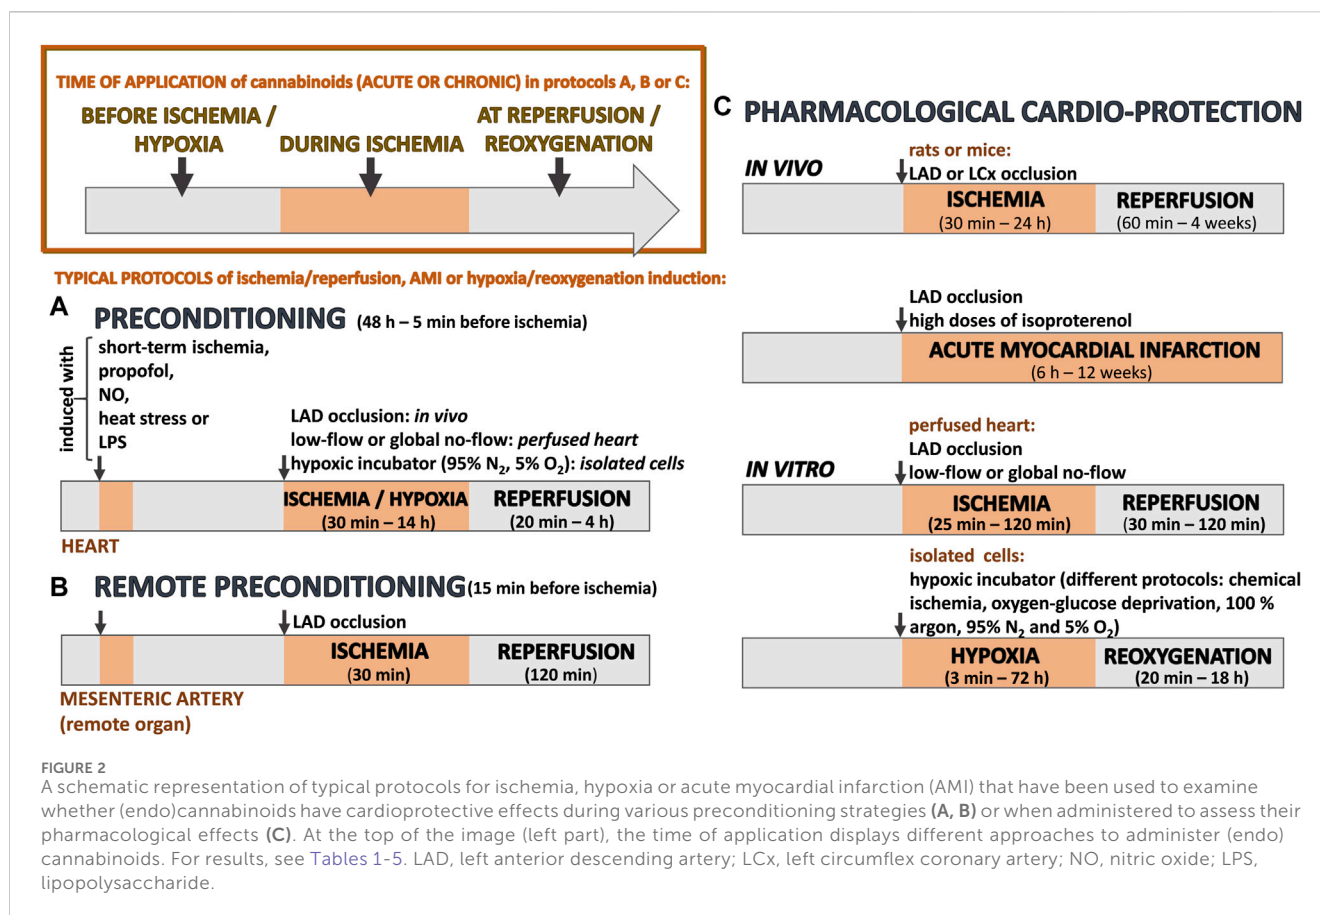 TIME OF APPLICATION of cannabinoids (ACUTE OR CHRONIC) in protocols A, B or C:
BEFORE ISCHEMIA /
HYPOXIA
DURING ISCHEMIA
AT REPERFUSION /
REOXYGENATION
TYPICAL PROTOCOLS of ischemia/reperfusion, AMI or hypoxia/reoxygenation induction:
A
PRECONDITIONING (48 h – 5 min before ischemia)
induced with
short-term ischemia,
propofol,
NO,
heat stress or
LPS
LAD occlusion: in vivo
low-flow or global no-flow: perfused heart
hypoxic incubator (95% N₂, 5% O₂): isolated cells
ISCHEMIA / HYPOXIA
(30 min – 14 h)
REPERFUSION
(20 min – 4 h)
HEART
B
REMOTE PRECONDITIONING (15 min before ischemia)
LAD occlusion
ISCHEMIA
(30 min)
REPERFUSION
(120 min)
MESENTERIC ARTERY
(remote organ)
C
PHARMACOLOGICAL CARDIO-PROTECTION
IN VIVO
rats or mice:
LAD or LCx occlusion
ISCHEMIA
(30 min – 24 h)
REPERFUSION
(60 min – 4 weeks)
LAD occlusion
high doses of isoproterenol
ACUTE MYOCARDIAL INFARCTION
(6 h – 12 weeks)
IN VITRO
perfused heart:
LAD occlusion
low-flow or global no-flow
ISCHEMIA
(25 min – 120 min)
REPERFUSION
(30 min – 120 min)
isolated cells:
hypoxic incubator (different protocols: chemical
ischemia, oxygen-glucose deprivation, 100 %
argon, 95% N₂ and 5% O₂)
HYPOXIA
(3 min – 72 h)
REOXYGENATION
(20 min – 18 h)
FIGURE 2
A schematic representation of typical protocols for ischemia, hypoxia or acute myocardial infarction (AMI) that have been used to examine
whether (endo)cannabinoids have cardioprotective effects during various preconditioning strategies (A, B) or when administered to assess their
pharmacological effects (C). At the top of the image (left part), the time of application displays different approaches to administer (endo)
cannabinoids. For results, see Tables 1-5. LAD, left anterior descending artery; LCx, left circumflex coronary artery; NO, nitric oxide; LPS,
lipopolysaccharide.